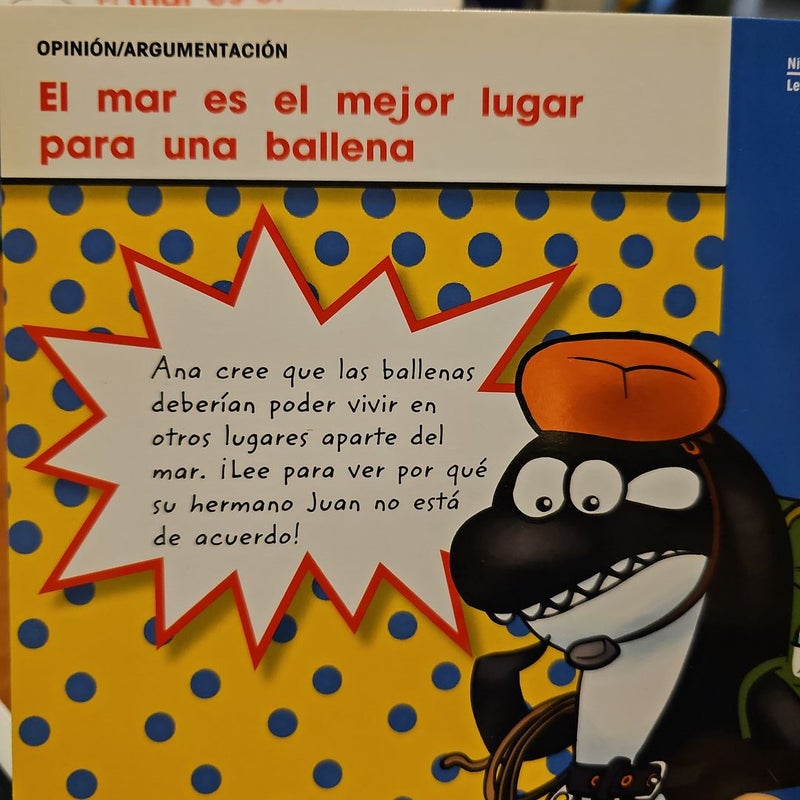 OPINIÓN/ARGUMENTACIÓN
El mar es el mejor lugar
para una ballena
Ana cree que las ballenas
deberían poder vivir en
otros lugares aparte del
mar. ¡Lee para ver por qué
su hermano Juan no está
de acuerdo!